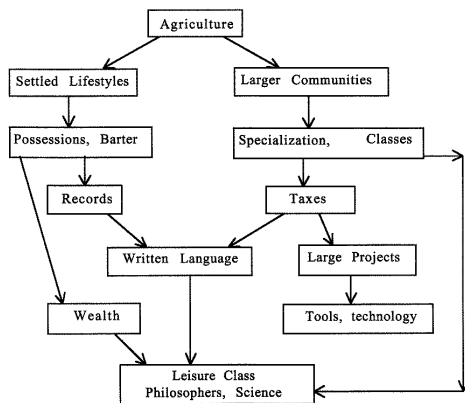 Agriculture
Settled Lifestyles
Larger Communities
Possessions, Barter
Specialization, Classes
Records
Taxes
Written Language
Large Projects
Wealth
Tools, technology
Leisure Class
Philosophers, Science